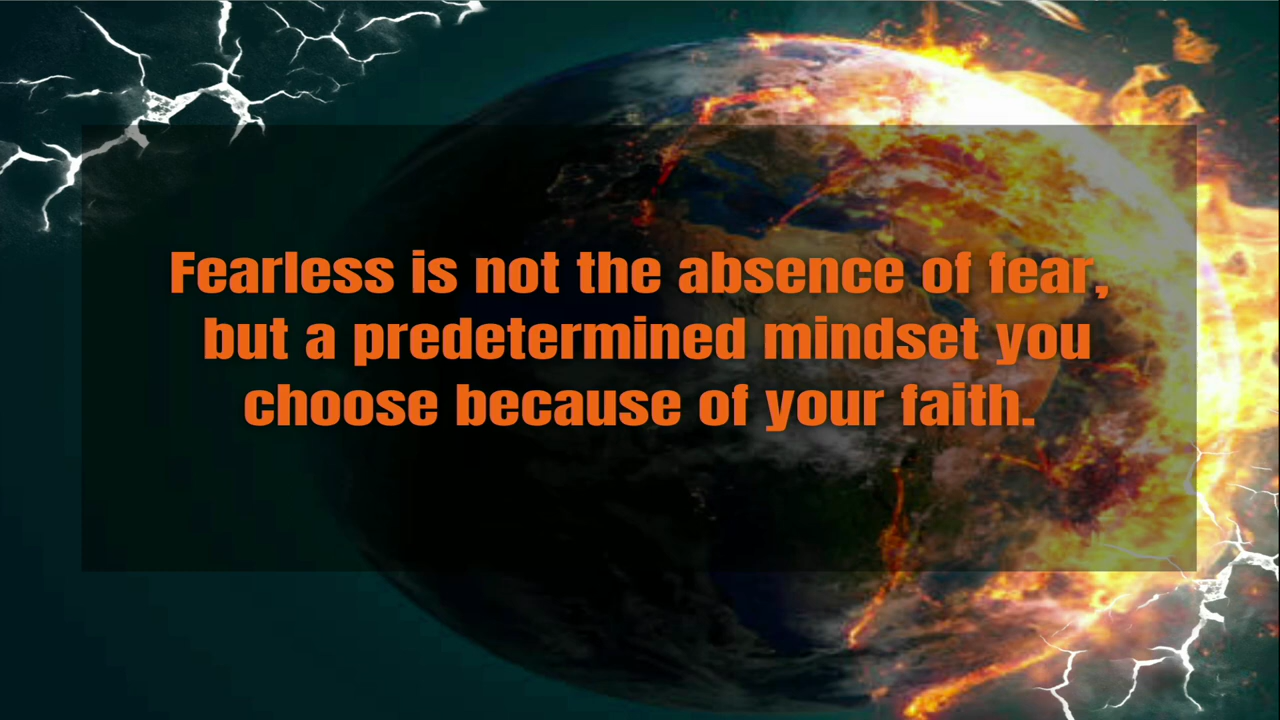 Fearless is not the absence of fear,
but a predetermined mindset you
choose because of your faith.